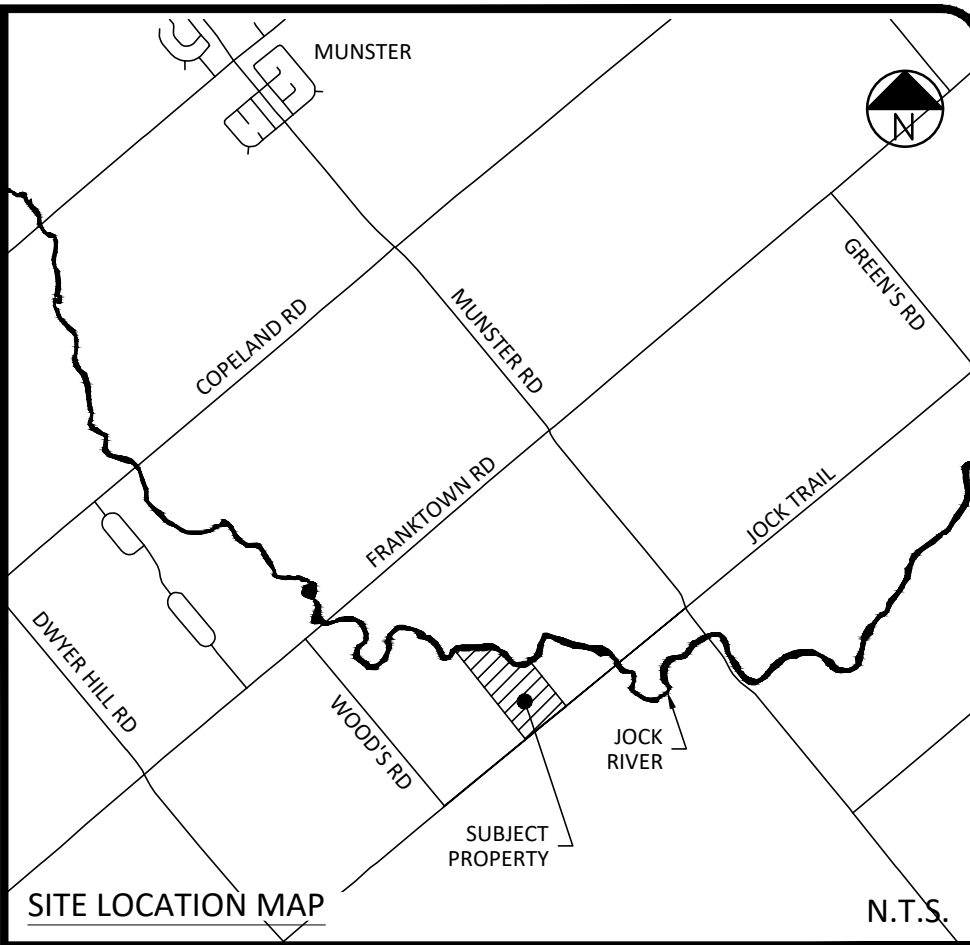 MUNSTER
N
GREEN'S RD
COPELAND RD
MUNSTER RD
FRANKTOWN RD
JOCK TRAIL
DWYER HILL RD
WOOD'S RD
JOCK
RIVER
SUBJECT
PROPERTY
SITE LOCATION MAP
N.T.S.